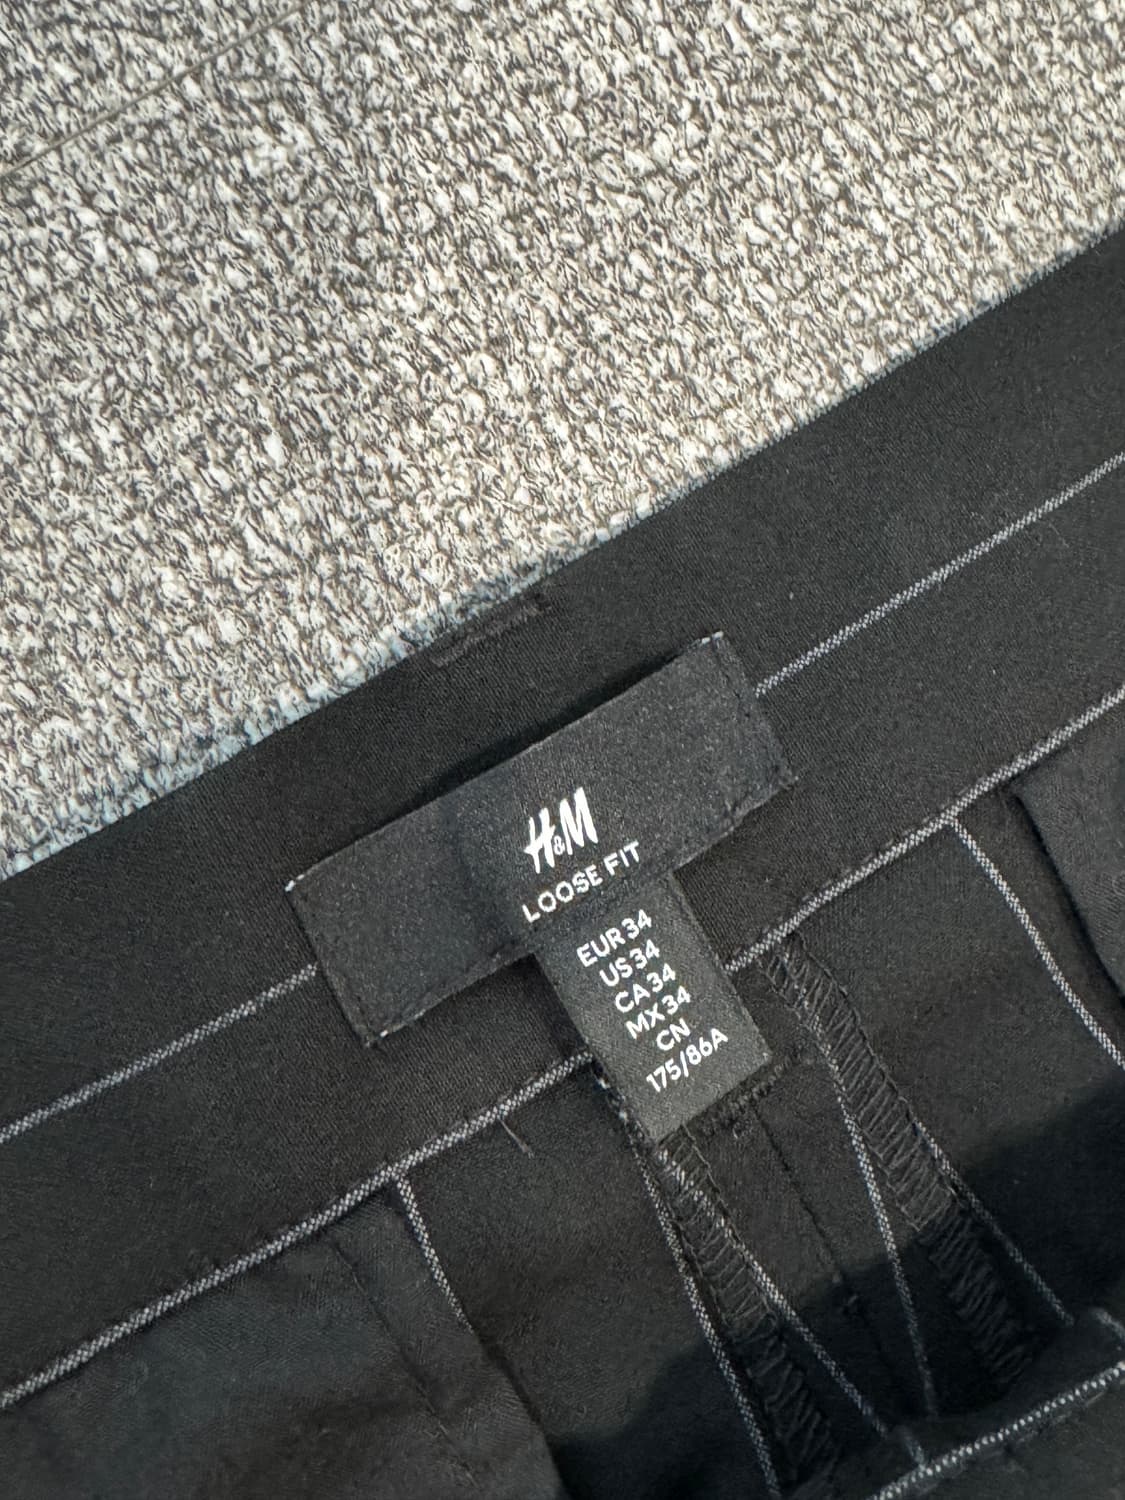 H&M
LOOSE FIT
EUR 34
US 34
CA 34
MX 34
CN
175/86A